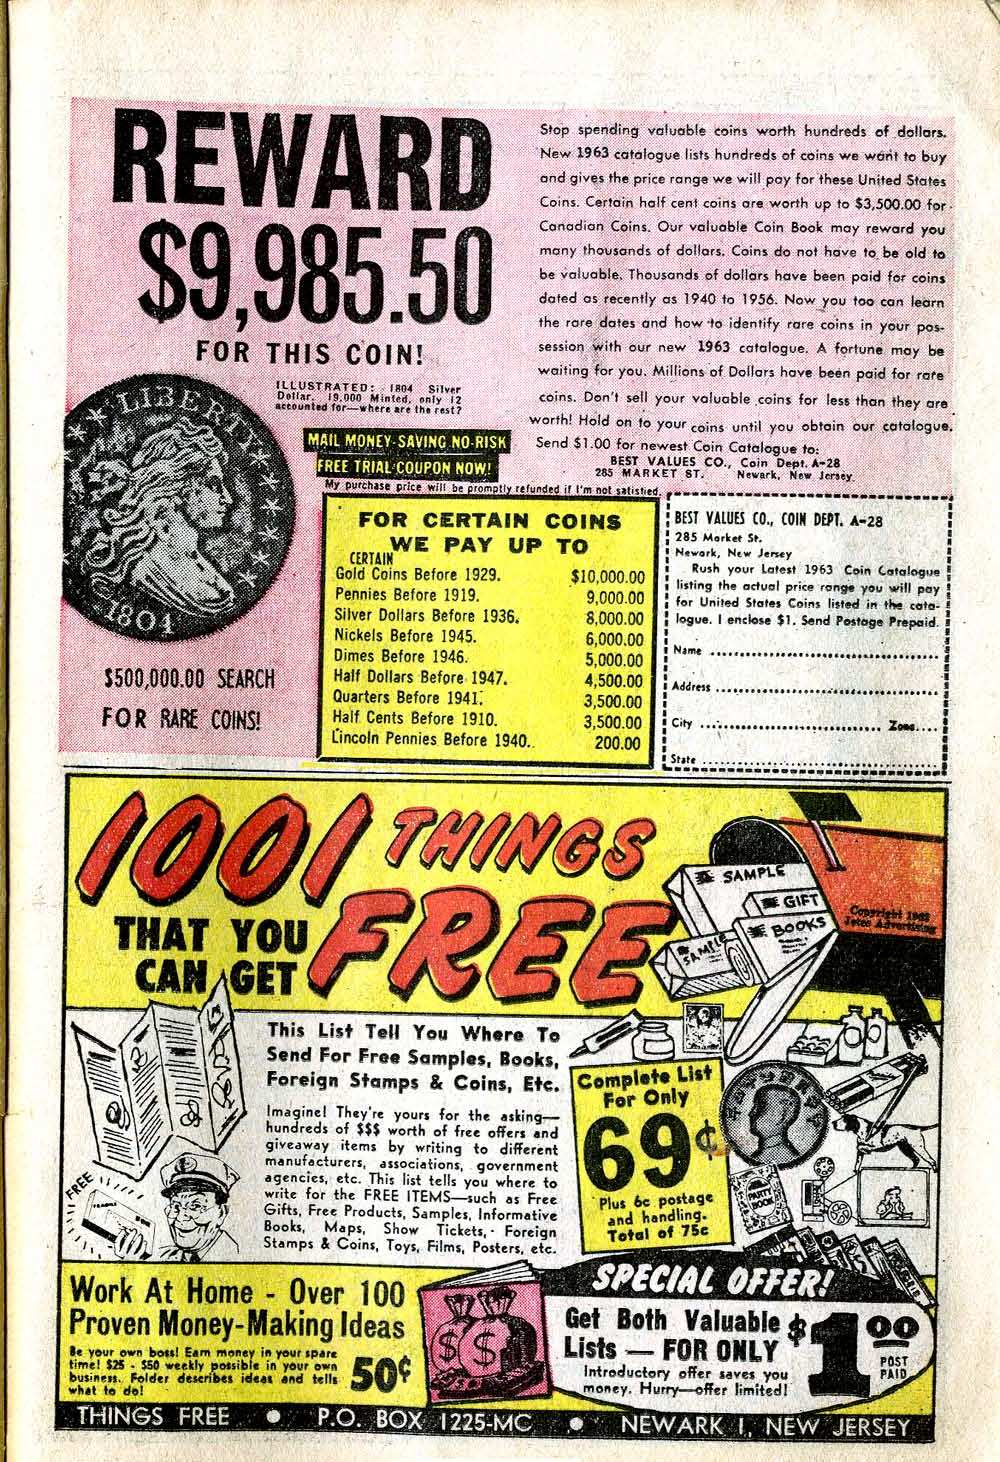 REWARD
$9,985.50
FOR THIS COIN!
ILLUSTRATED: 1804 Silver
Dollar. 19,000 Minted, only 12
accounted for—where are the rest?
MAIL MONEY-SAVING NO-RISK
FREE TRIAL COUPON NOW!
My purchase price will be promptly refunded if I'm not satisfied.
LIBERTY
1804
$500,000.00 SEARCH
FOR RARE COINS!
Stop spending valuable coins worth hundreds of dollars.
New 1963 catalogue lists hundreds of coins we want to buy
and gives the price range we will pay for these United States
Coins. Certain half cent coins are worth up to $3,500.00 for
Canadian Coins. Our valuable Coin Book may reward you
many thousands of dollars. Coins do not have to be old to
be valuable. Thousands of dollars have been paid for coins
dated as recently as 1940 to 1956. Now you too can learn
the rare dates and how to identify rare coins in your pos-
session with our new 1963 catalogue. A fortune may be
waiting for you. Millions of Dollars have been paid for rare
coins. Don't sell your valuable coins for less than they are
worth! Hold on to your coins until you obtain our catalogue.
Send $1.00 for newest Coin Catalogue to:
BEST VALUES CO., Coin Dept. A-28
285 MARKET ST. Newark, New Jersey
FOR CERTAIN COINS
WE PAY UP TO
CERTAIN
Gold Coins Before 1929. $10,000.00
Pennies Before 1919. 9,000.00
Silver Dollars Before 1936. 8,000.00
Nickels Before 1945. 6,000.00
Dimes Before 1946. 5,000.00
Half Dollars Before 1947. 4,500.00
Quarters Before 1941. 3,500.00
Half Cents Before 1910. 3,500.00
Lincoln Pennies Before 1940.. 200.00
BEST VALUES CO., COIN DEPT. A-28
285 Market St.
Newark, New Jersey
Rush your Latest 1963 Coin Catalogue
listing the actual price range you will pay
for United States Coins listed in the cata-
logue. I enclose $1. Send Postage Prepaid.
Name
Address
City Zone
State
1001 THINGS
THAT YOU
CAN GET
FREE
SAMPLE
GIFT
BOOKS
SAMPLE
Copyright 1962
Jotco Advertising
This List Tell You Where To
Send For Free Samples, Books,
Foreign Stamps & Coins, Etc.
Imagine! They're yours for the asking—
hundreds of $$$ worth of free offers and
giveaway items by writing to different
manufacturers, associations, government
agencies, etc. This list tells you where to
write for the FREE ITEMS—such as Free
Gifts, Free Products, Samples, Informative
Books, Maps, Show Tickets, Foreign
Stamps & Coins, Toys, Films, Posters, etc.
FREE
Complete List
For Only
69¢
Plus 6c postage
and handling.
Total of 75c
PARTY
BOOK
Work At Home - Over 100
Proven Money-Making Ideas
Be your own boss! Earn money in your spare
time! $25 - $50 weekly possible in your own
business. Folder describes ideas and tells
what to do!
50¢
$ $
SPECIAL OFFER!
Get Both Valuable
Lists — FOR ONLY
$1.00
POST
PAID
Introductory offer saves you
money. Hurry—offer limited!
THINGS FREE ● P.O. BOX 1225-MC ● NEWARK 1, NEW JERSEY